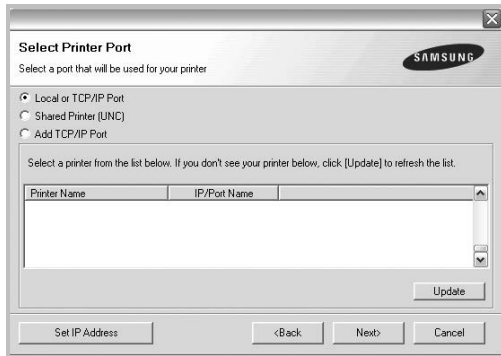 Select Printer Port
Select a port that will be used for your printer
SAMSUNG
Local or TCP/IP Port
Shared Printer (UNC)
Add TCP/IP Port
Select a printer from the list below. If you don't see your printer below, click [Update] to refresh the list.
Printer Name IP/Port Name
Update
Set IP Address <Back Next> Cancel